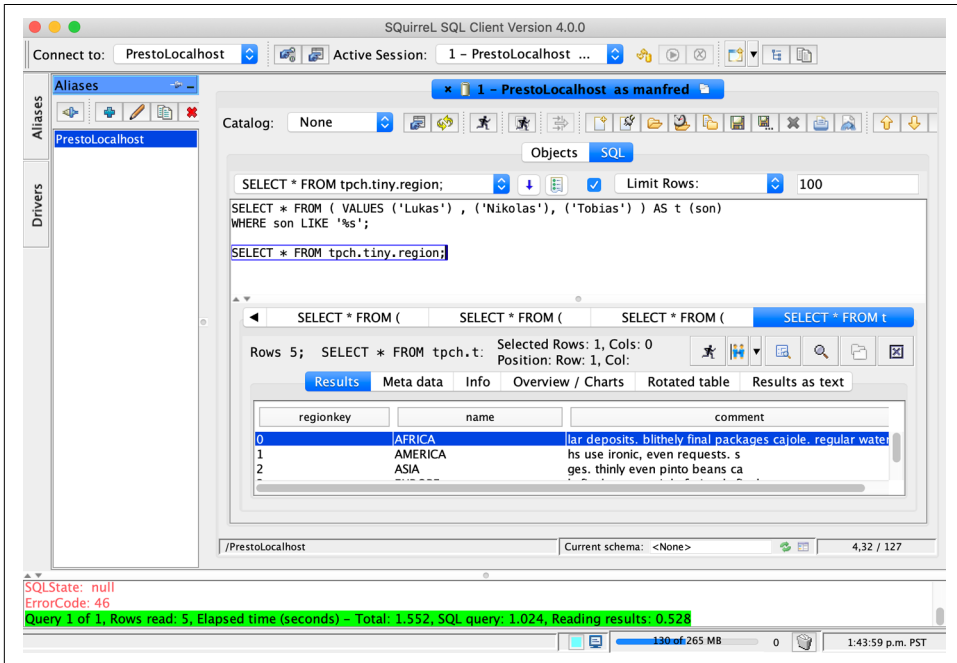 SQuirreL SQL Client Version 4.0.0
Connect to: PrestoLocalhost Active Session: 1 – PrestoLocalhost ...
Aliases
Drivers
Aliases
PrestoLocalhost
1 – PrestoLocalhost as manfred
Catalog: None
Objects SQL
SELECT * FROM tpch.tiny.region; Limit Rows: 100
SELECT * FROM ( VALUES ('Lukas') , ('Nikolas'), ('Tobias') ) AS t (son)
WHERE son LIKE '%s';
SELECT * FROM tpch.tiny.region;
SELECT * FROM ( SELECT * FROM ( SELECT * FROM ( SELECT * FROM t
Rows 5; SELECT * FROM tpch.t: Selected Rows: 1, Cols: 0
Position: Row: 1, Col:
Results Meta data Info Overview / Charts Rotated table Results as text
regionkey name comment
0 AFRICA lar deposits. blithely final packages cajole. regular water
1 AMERICA hs use ironic, even requests. s
2 ASIA ges. thinly even pinto beans ca
/PrestoLocalhost Current schema: <None> 4,32 / 127
SQLState: null
ErrorCode: 46
Query 1 of 1, Rows read: 5, Elapsed time (seconds) – Total: 1.552, SQL query: 1.024, Reading results: 0.528
130 of 265 MB 0 1:43:59 p.m. PST